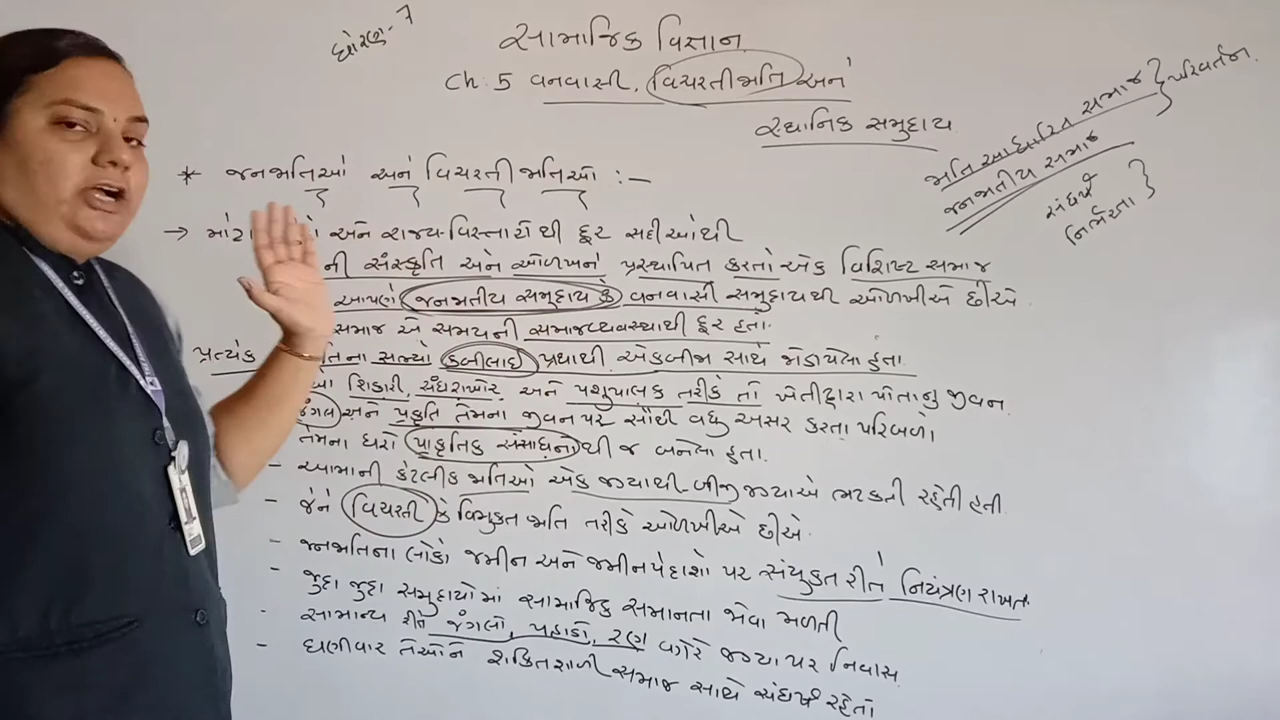 ધોરણ- 7
સામાજિક વિજ્ઞાન
Ch: 5 વનવાસી, વિચરતીજાતિ અને
સ્થાનિક સમુદાય
જાતિ આધારિત સમાજ } પરિવર્તન
જનજાતીય સમાજ
સંઘર્ષ }
નિર્ભરતા
* જનજાતિઓ અને વિચરતી જાતિઓ :-
→ મોટા અને રાજ્ય-વિસ્તારોથી દૂર સદીઓથી
ની સંસ્કૃતિ અને ઓળખને પ્રસ્થાપિત કરતો એક વિશિષ્ટ સમાજ
આપણે જનજાતીય સમુદાય કે વનવાસી સમુદાયથી ઓળખીએ છીએ.
સમાજ એ સમયની સમાજવ્યવસ્થાથી દૂર હતા.
પ્રત્યેક ના સભ્યો કબીલાઇ પ્રથાથી એકબીજા સાથે જોડાયેલા હતા.
શિકારી, સંઘરાખોર અને પશુપાલક તરીકે તો ખેતીદ્વારા પોતાનુ જીવન
જંગલ અને પ્રકૃતિ તેમના જીવન પર સૌથી વધુ અસર કરતા પરિબળો
તેમના ઘરો પ્રાકૃતિક સંસાધનોથી જ બનેલા હતા.
- આમાની કેટલીક જાતિઓ એક જગ્યાથી-બીજી જગ્યાએ ભટકતી રહેતી હતી
- જેને વિચરતી કે વિમુક્ત જાતિ તરીકે ઓળખીએ છીએ.
- જનજાતિના લોકો જમીન અને જમીનપેદાશો પર સંયુક્ત રીતે નિયંત્રણ રાખતા
- જુદા જુદા સમુદાયોમાં સામાજિક સમાનતા જોવા મળતી
- સામાન્ય રીતે જંગલો, પહાડો, રણ વગેરે જગ્યા પર નિવાસ
- ઘણીવાર તેઓને શક્તિશાળી સમાજ સાથે સંઘર્ષ રહેતો